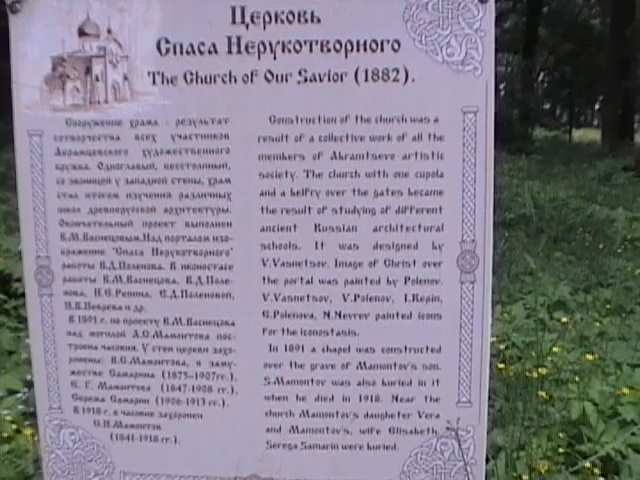 Церковь
Спаса Нерукотворного
The Church of Our Savior (1882).
Сооружение храма - результат
сотворчества всех участников
Абрамцевского художественного
кружка. Одноглавый, бесстолпный,
со звонницей у западной стены, храм
стал итогом изучения различных
школ древнерусской архитектуры.
Окончательный проект выполнен
В.М.Васнецовым. Над порталом изо-
бражение "Спаса Нерукотворного"
работы В.Д.Поленова. В иконостасе
работы В.М.Васнецова, В.Д.Поле-
нова, И.Е.Репина, Е.Д.Поленовой,
Н.В.Неврева и др.
В 1891 г. по проекту В.М.Васнецова
над могилой А.С.Мамонтова пос-
троена часовня. У стен церкви захо-
ронены: В.С.Мамонтова, в заму-
жестве Самарина (1875-1907гг.),
Е. Г. Мамонтова (1847-1908 гг.),
Сережа Самарин (1906-1913 гг.).
В 1918 г. в часовне захоронен
С.И.Мамонтов
(1841-1918 гг.).
Construction of the church was a
result of a collective work of all the
members of Abramtsevo artistic
society. The church with one cupola
and a belfry over the gates became
the result of studying of different
ancient Russian architectural
schools. It was designed by
V.Vasnetsov. Image of Christ over
the portal was painted by Polenov.
V.Vasnetsov, V.Polenov, I.Repin,
E.Polenova, N.Nevrev painted icons
for the iconostasis.
In 1891 a chapel was constructed
over the grave of Mamontov's son.
S.Mamontov was also buried in it
when he died in 1918. Near the
church Mamontov's daugheter Vera
and Mamontov's, wife Elisabeth,
Serega Samarin were buried.